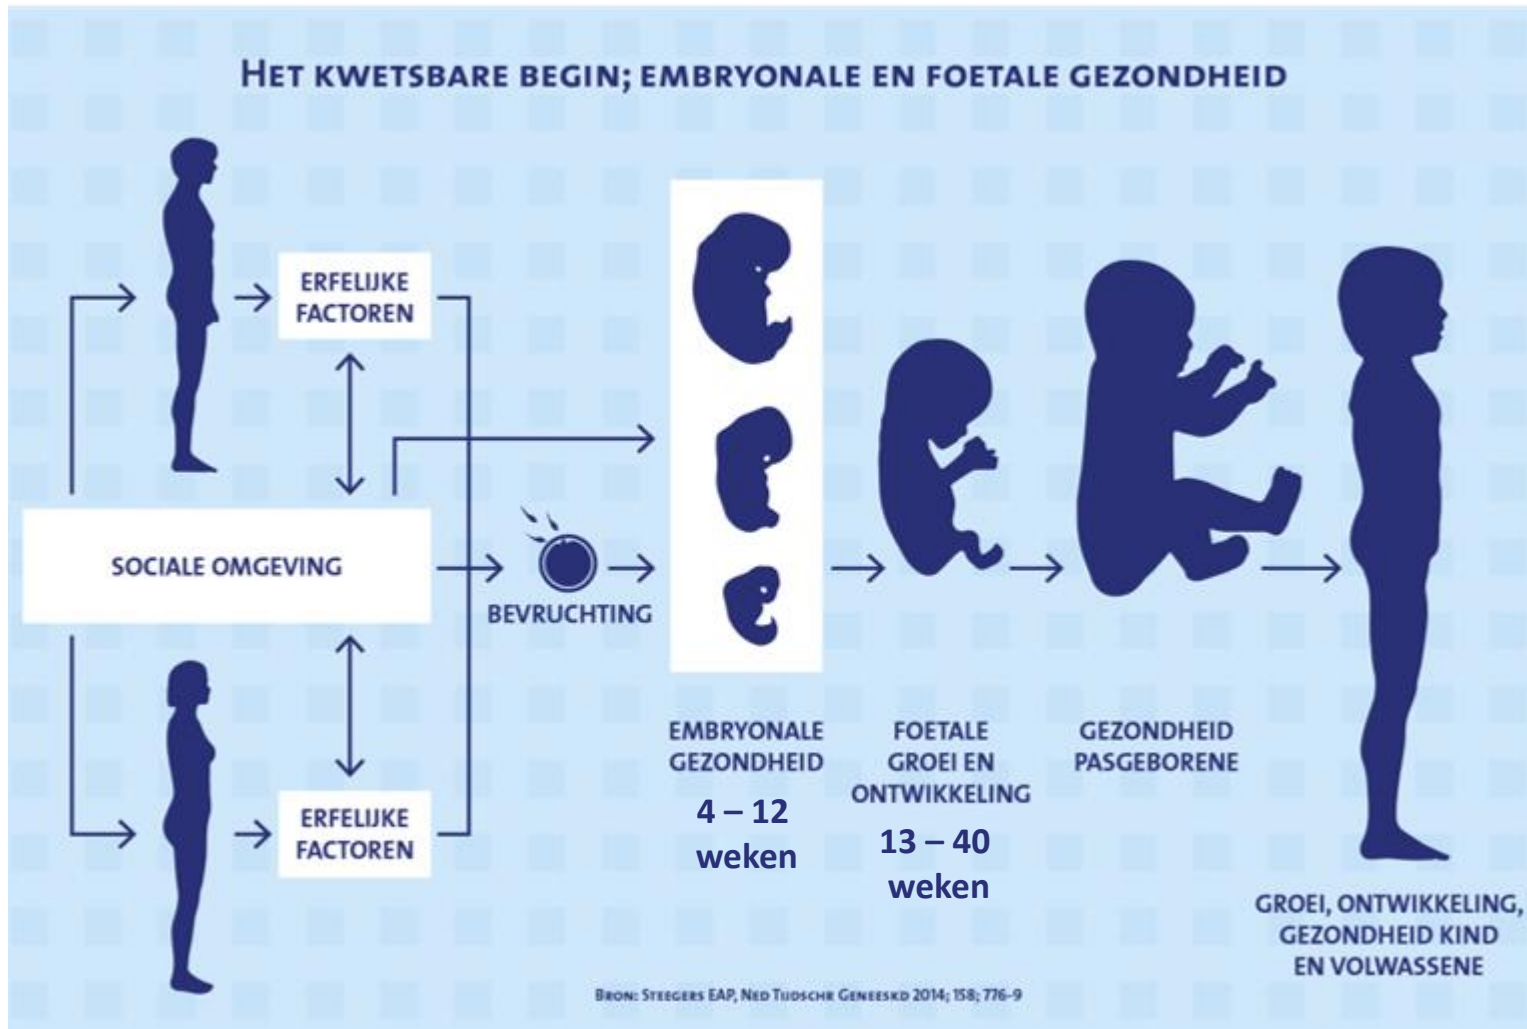 HET KWETSBARE BEGIN; EMBRYONALE EN FOETALE GEZONDHEID
ERFELIJKE
FACTOREN
SOCIALE OMGEVING
BEVRUCHTING
ERFELIJKE
FACTOREN
EMBRYONALE
GEZONDHEID
4 – 12
weken
FOETALE
GROEI EN
ONTWIKKELING
13 – 40
weken
GEZONDHEID
PASGEBORENE
GROEI, ONTWIKKELING,
GEZONDHEID KIND
EN VOLWASSENE
BRON: STEEGERS EAP, NED TIJDSCHR GENEESKD 2014; 158; 776-9